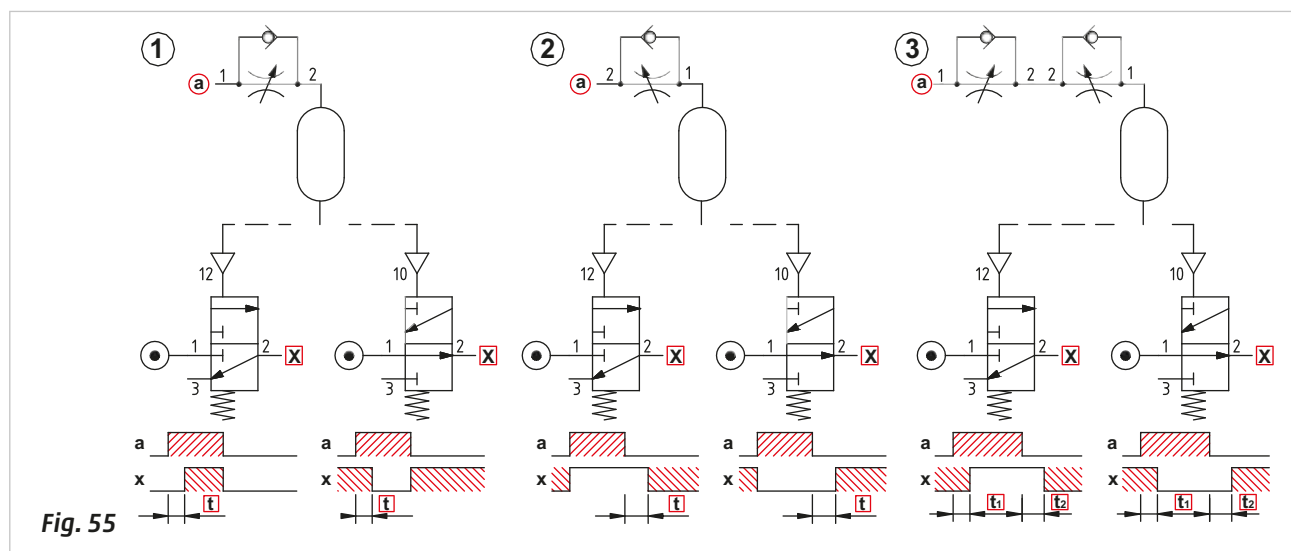 1 2 3
1 2 2 1 1 2 2 1
a a a
12 10 12 10 12 10
1 2 X 1 2 X 1 2 X 1 2 X 1 2 X 1 2 X
3 3 3 3 3 3
a a a a a a
x x x x x x
t t t t t1 t2 t1 t2
Fig. 55